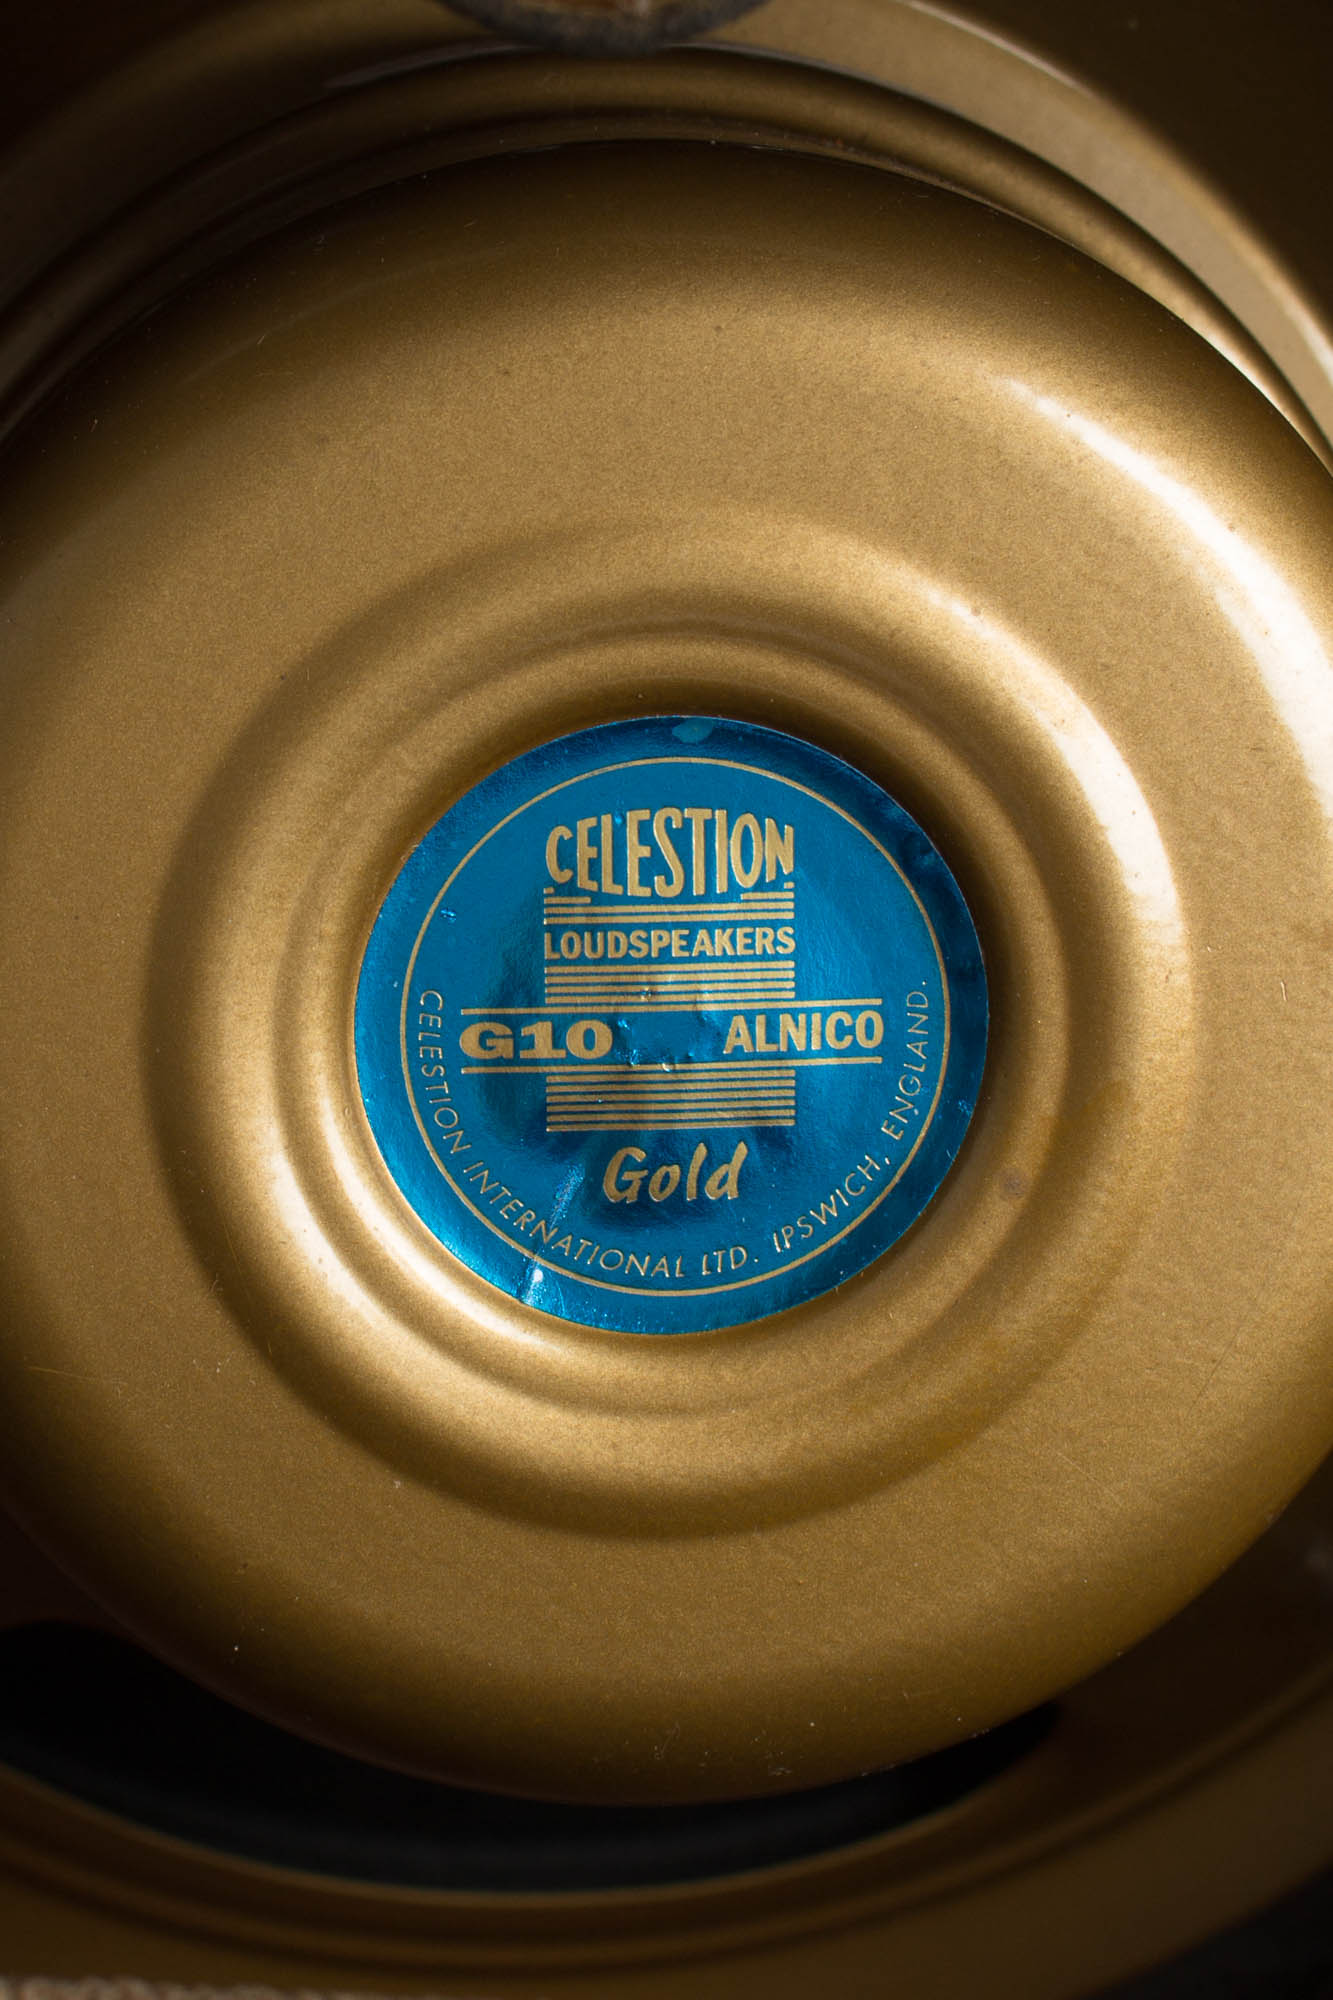 CELESTION
LOUDSPEAKERS
G10 ALNICO
Gold
CELESTION INTERNATIONAL LTD. IPSWICH, ENGLAND.